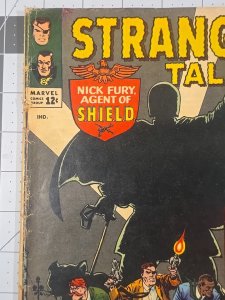 STRANG
TAL
MARVEL
COMICS
GROUP
12¢
IND.
NICK FURY,
AGENT OF
SHIELD